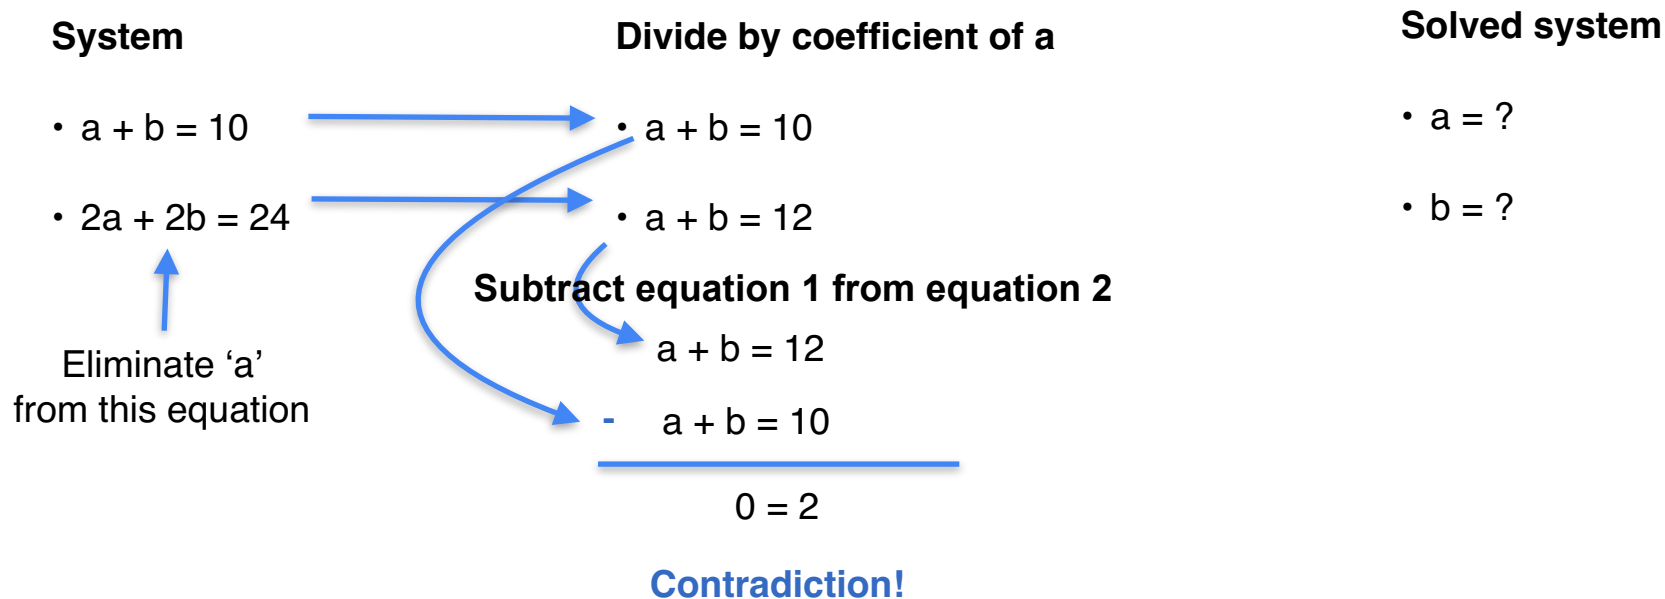 System
• a + b = 10
• 2a + 2b = 24
Eliminate ‘a’
from this equation
Divide by coefficient of a
• a + b = 10
• a + b = 12
Subtract equation 1 from equation 2
a + b = 12
- a + b = 10
0 = 2
Contradiction!
Solved system
• a = ?
• b = ?